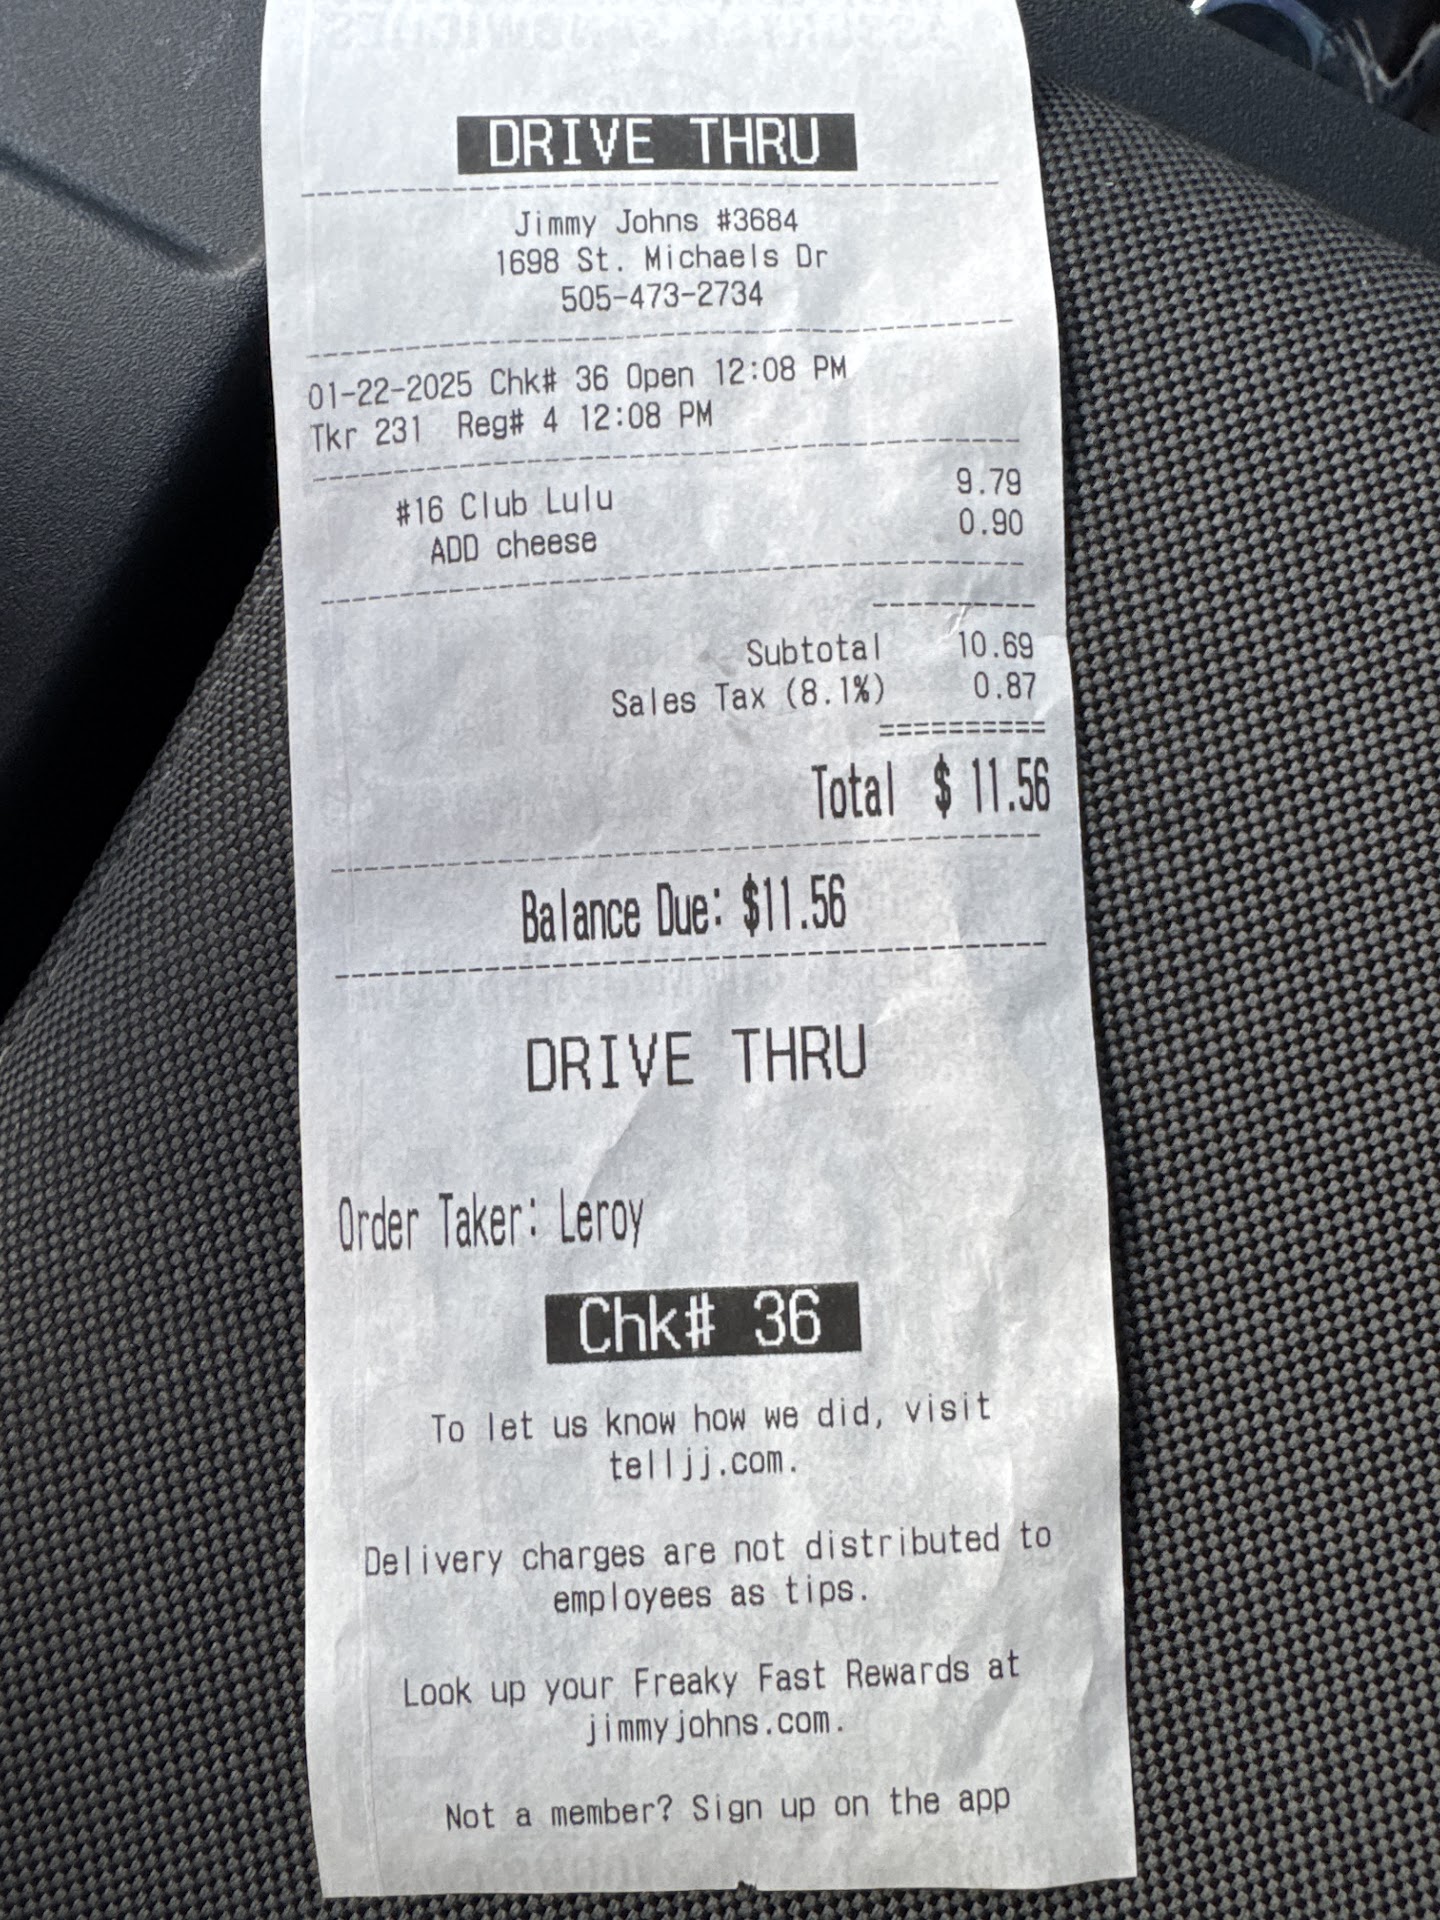 DRIVE THRU
Jimmy Johns #3684
1698 St. Michaels Dr
505-473-2734
01-22-2025 Chk# 36 Open 12:08 PM
Tkr 231 Reg# 4 12:08 PM
#16 Club Lulu 9.79
ADD cheese 0.90
Subtotal 10.69
Sales Tax (8.1%) 0.87
Total $ 11.56
Balance Due: $11.56
DRIVE THRU
Order Taker: Leroy
Chk# 36
To let us know how we did, visit
telljj.com.
Delivery charges are not distributed to
employees as tips.
Look up your Freaky Fast Rewards at
jimmyjohns.com.
Not a member? Sign up on the app